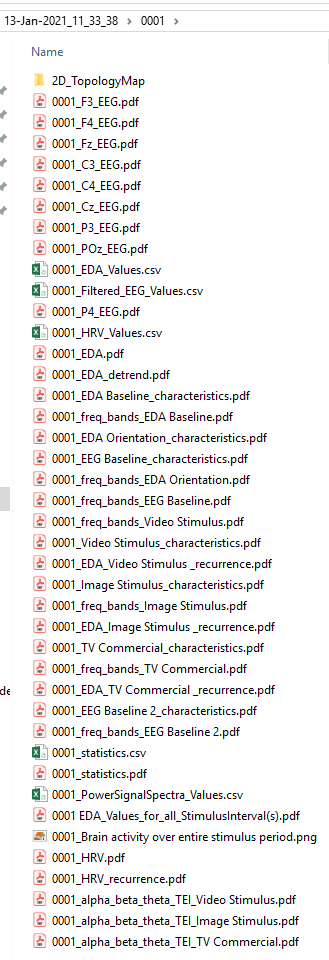 13-Jan-2021_11_33_38 > 0001 >
Name
2D_TopologyMap
0001_F3_EEG.pdf
0001_F4_EEG.pdf
0001_Fz_EEG.pdf
0001_C3_EEG.pdf
0001_C4_EEG.pdf
0001_Cz_EEG.pdf
0001_P3_EEG.pdf
0001_POz_EEG.pdf
0001_EDA_Values.csv
0001_Filtered_EEG_Values.csv
0001_P4_EEG.pdf
0001_HRV_Values.csv
0001_EDA.pdf
0001_EDA_detrend.pdf
0001_EDA Baseline_characteristics.pdf
0001_freq_bands_EDA Baseline.pdf
0001_EDA Orientation_characteristics.pdf
0001_EEG Baseline_characteristics.pdf
0001_freq_bands_EDA Orientation.pdf
0001_freq_bands_EEG Baseline.pdf
0001_freq_bands_Video Stimulus.pdf
0001_Video Stimulus_characteristics.pdf
0001_EDA_Video Stimulus _recurrence.pdf
0001_Image Stimulus_characteristics.pdf
0001_freq_bands_Image Stimulus.pdf
0001_EDA_Image Stimulus _recurrence.pdf
0001_TV Commercial_characteristics.pdf
0001_freq_bands_TV Commercial.pdf
de
0001_EDA_TV Commercial _recurrence.pdf
0001_EEG Baseline 2_characteristics.pdf
0001_freq_bands_EEG Baseline 2.pdf
0001_statistics.csv
0001_statistics.pdf
0001_PowerSignalSpectra_Values.csv
0001 EDA_Values_for_all_StimulusInterval(s).pdf
0001_Brain activity over entire stimulus period.png
0001_HRV.pdf
0001_HRV_recurrence.pdf
0001_alpha_beta_theta_TEI_Video Stimulus.pdf
0001_alpha_beta_theta_TEI_Image Stimulus.pdf
0001_alpha_beta_theta_TEI_TV Commercial.pdf